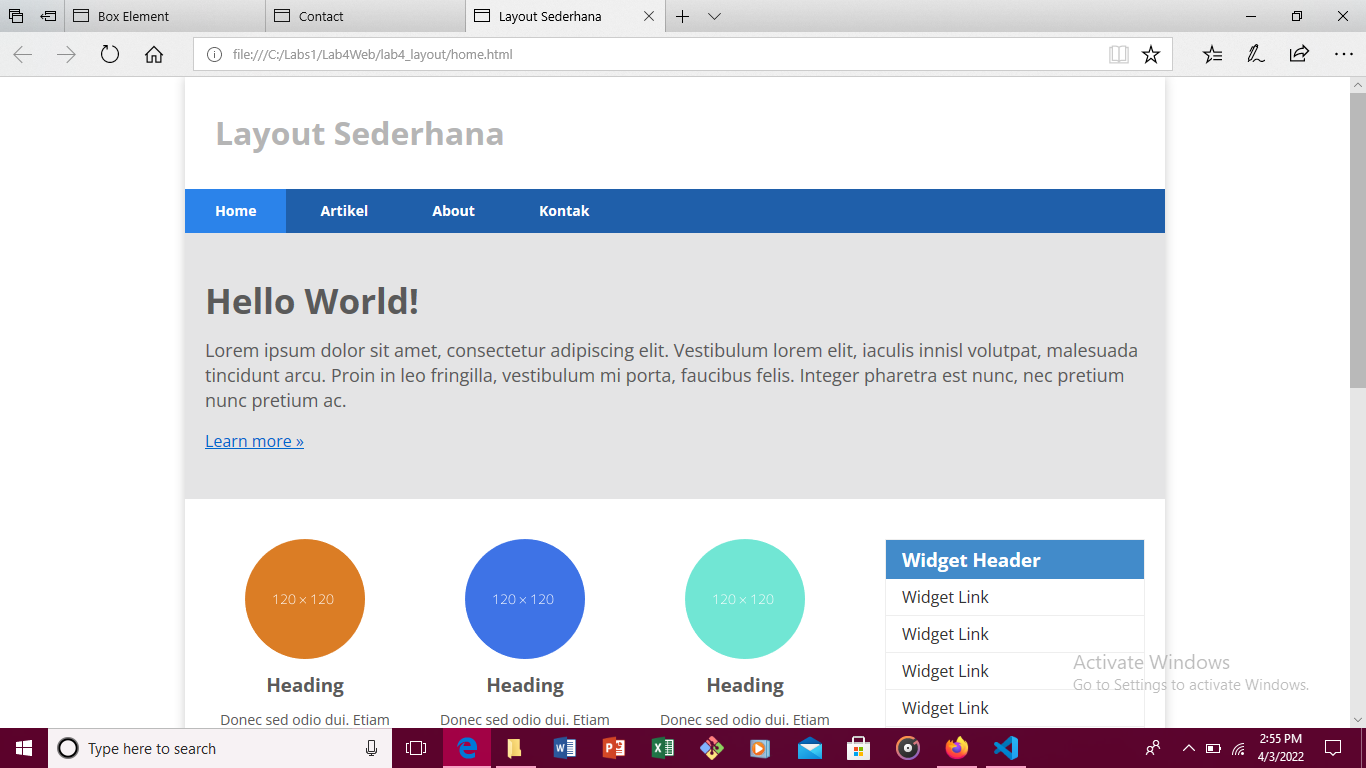 Box Element
Contact
Layout Sederhana
file:///C:/Labs1/Lab4Web/lab4_layout/home.html
Layout Sederhana
Home Artikel About Kontak
Hello World!
Lorem ipsum dolor sit amet, consectetur adipiscing elit. Vestibulum lorem elit, iaculis innisl volutpat, malesuada
tincidunt arcu. Proin in leo fringilla, vestibulum mi porta, faucibus felis. Integer pharetra est nunc, nec pretium
nunc pretium ac.
Learn more »
120 × 120
Heading
Donec sed odio dui. Etiam
120 × 120
Heading
Donec sed odio dui. Etiam
120 × 120
Heading
Donec sed odio dui. Etiam
Widget Header
Widget Link
Widget Link
Widget Link
Widget Link
Activate Windows
Go to Settings to activate Windows.
Type here to search
2:55 PM
4/3/2022